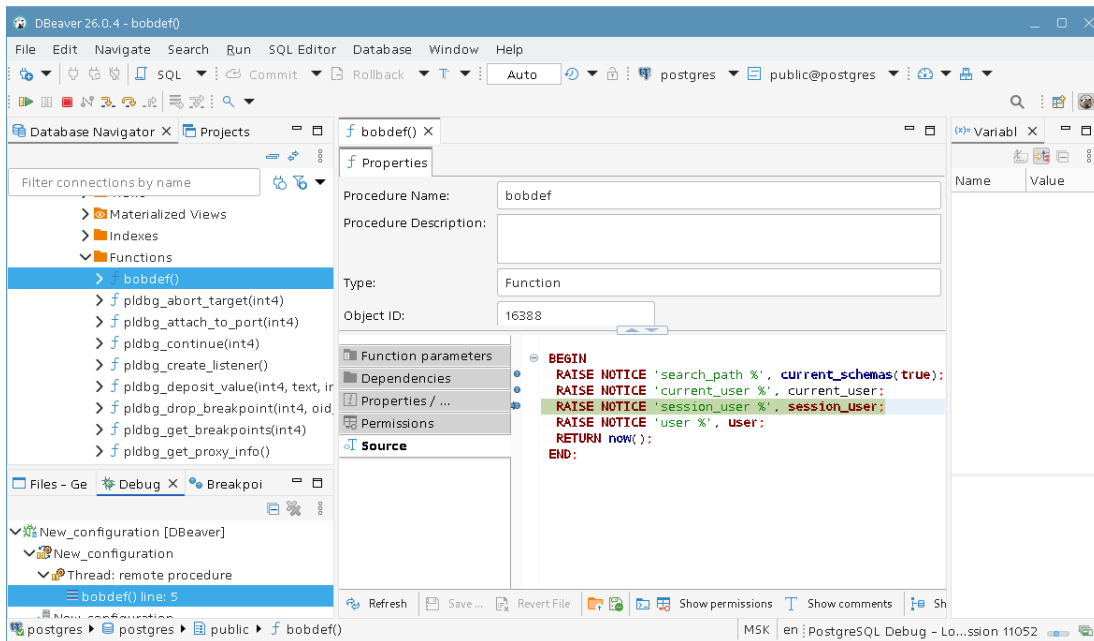 DBeaver 26.0.4 - bobdef()
File Edit Navigate Search Run SQL Editor Database Window Help
SQL Commit Rollback T Auto postgres public@postgres
Database Navigator Projects
Filter connections by name
Materialized Views
Indexes
Functions
bobdef()
pldbg_abort_target(int4)
pldbg_attach_to_port(int4)
pldbg_continue(int4)
pldbg_create_listener()
pldbg_deposit_value(int4, text, in
pldbg_drop_breakpoint(int4, oid,
pldbg_get_breakpoints(int4)
pldbg_get_proxy_info()
Files - Ge Debug Breakpoi
New_configuration [DBeaver]
New_configuration
Thread: remote procedure
bobdef() line: 5
New_configuration
bobdef()
Properties
Procedure Name: bobdef
Procedure Description:
Type: Function
Object ID: 16388
Function parameters
Dependencies
Properties / ...
Permissions
Source
BEGIN
RAISE NOTICE 'search_path %', current_schemas(true);
RAISE NOTICE 'current_user %', current_user;
RAISE NOTICE 'session_user %', session_user;
RAISE NOTICE 'user %', user;
RETURN now();
END;
Refresh Save ... Revert File Show permissions Show comments Sh
(x)= Variabl
Name Value
postgres postgres public bobdef()
MSK en PostgreSQL Debug - Lo...ssion 11052